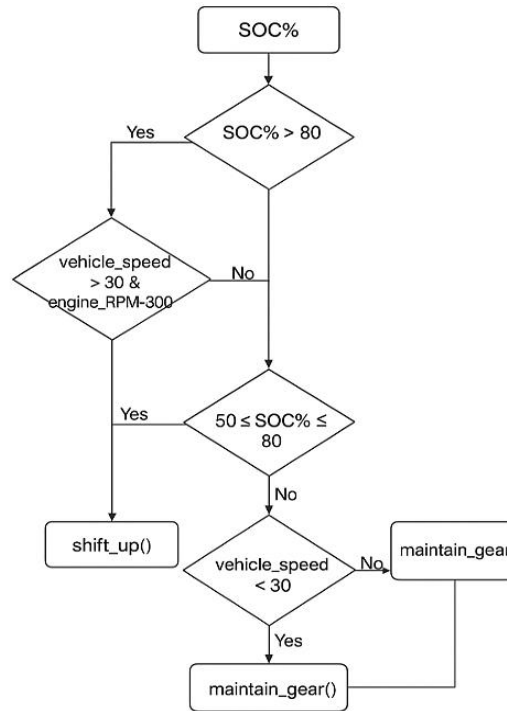 SOC%
SOC% > 80
Yes
vehicle_speed
> 30 &
engine_RPM-300
No
50 ≤ SOC% ≤
80
Yes
No
shift_up()
vehicle_speed
< 30
No
maintain_gear
Yes
maintain_gear()